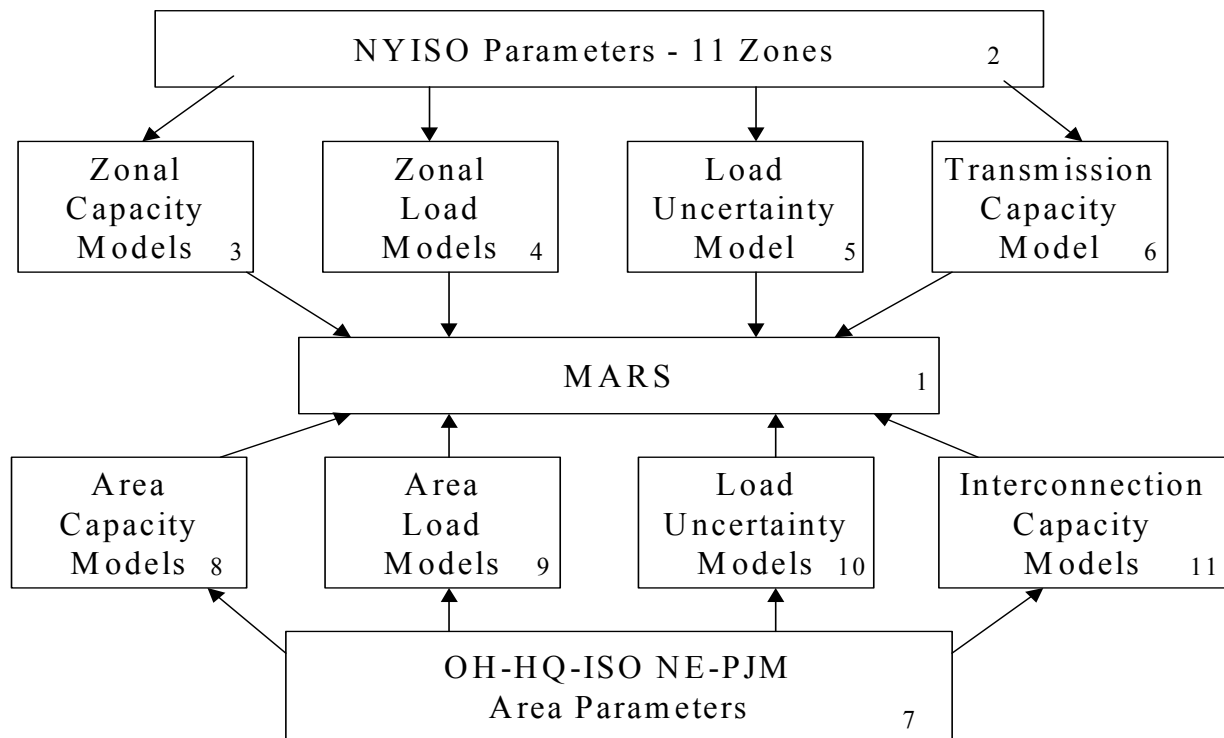 NYISO Parameters - 11 Zones 2
Zonal
Capacity
Models 3
Zonal
Load
Models 4
Load
Uncertainty
Model 5
Transmission
Capacity
Model 6
MARS 1
Area
Capacity
Models 8
Area
Load
Models 9
Load
Uncertainty
Models 10
Interconnection
Capacity
Models 11
OH-HQ-ISO NE-PJM
Area Parameters 7